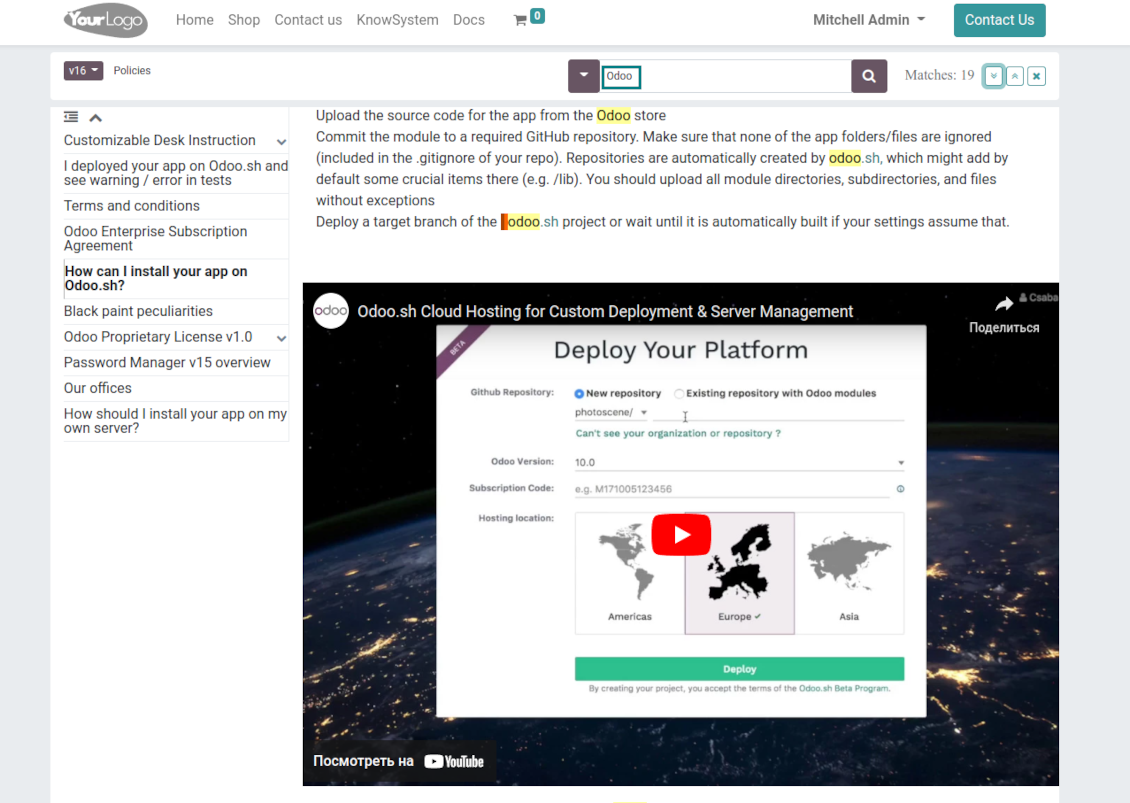 YourLogo
Home Shop Contact us KnowSystem Docs 0
Mitchell Admin
Contact Us
v16 Policies
Odoo
Matches: 19
Customizable Desk Instruction
I deployed your app on Odoo.sh and
see warning / error in tests
Terms and conditions
Odoo Enterprise Subscription
Agreement
How can I install your app on
Odoo.sh?
Black paint peculiarities
Odoo Proprietary License v1.0
Password Manager v15 overview
Our offices
How should I install your app on my
own server?
Upload the source code for the app from the Odoo store
Commit the module to a required GitHub repository. Make sure that none of the app folders/files are ignored
(included in the .gitignore of your repo). Repositories are automatically created by odoo.sh, which might add by
default some crucial items there (e.g. /lib). You should upload all module directories, subdirectories, and files
without exceptions
Deploy a target branch of the odoo.sh project or wait until it is automatically built if your settings assume that.
odoo
Odoo.sh Cloud Hosting for Custom Deployment & Server Management
Csaba
Поделиться
BETA
Deploy Your Platform
Github Repository: New repository Existing repository with Odoo modules
photoscene/
Can't see your organization or repository ?
Odoo Version: 10.0
Subscription Code: e.g. M171005123456
Hosting location:
Americas Europe Asia
Deploy
By creating your project, you accept the terms of the Odoo.sh Beta Program.
Посмотреть на YouTube